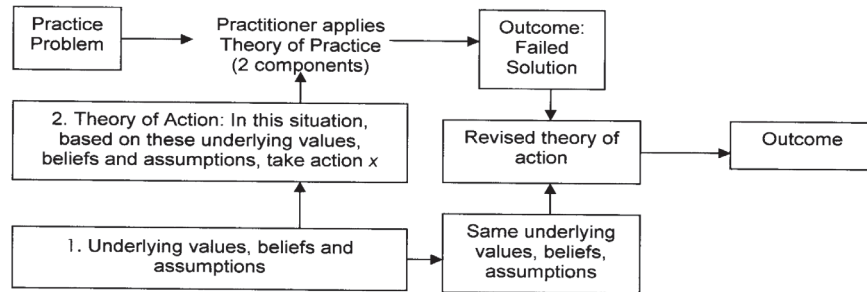 Practice
Problem
Practitioner applies
Theory of Practice
(2 components)
Outcome:
Failed
Solution
2. Theory of Action: In this situation,
based on these underlying values,
beliefs and assumptions, take action x
Revised theory of
action
Outcome
1. Underlying values, beliefs and
assumptions
Same underlying
values, beliefs,
assumptions